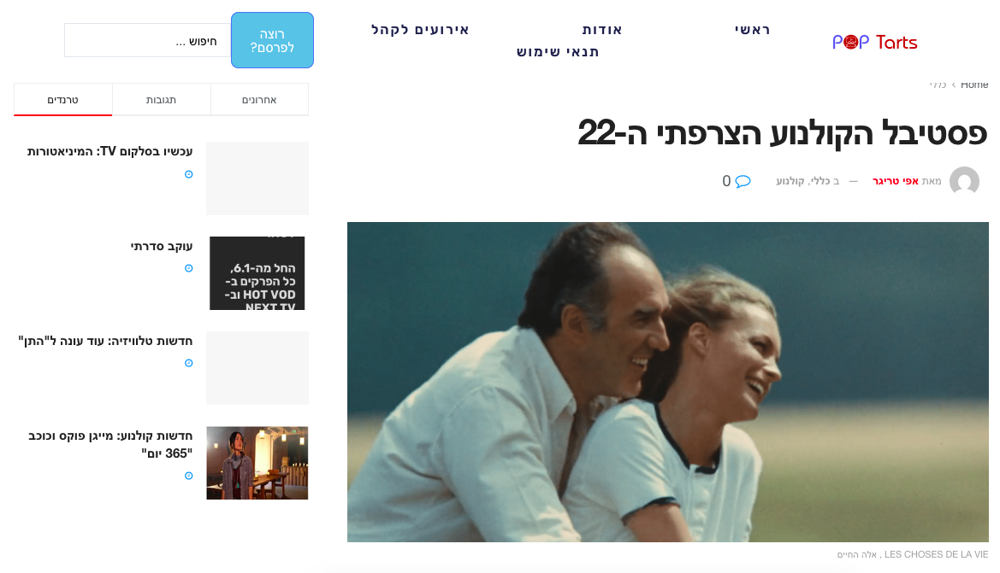 POP Tarts
ראשי
אודות
אירועים לקהל
תנאי שימוש
רוצה
לפרסם?
חיפוש ...
Home › כללי
פסטיבל הקולנוע הצרפתי ה-22
מאת אפי טריגר — ב כללי, קולנוע 0
LES CHOSES DE LA VIE , אלה החיים
אחרונים
תגובות
טרנדים
עכשיו בסלקום TV: המיניאטורות
עוקב סדרתי
החל מה-6.1,
כל הפרקים ב-
HOT VOD וב-
NEXT TV
חדשות טלוויזיה: עוד עונה ל"התן"
חדשות קולנוע: מייגן פוקס וכוכב
"365 יום"